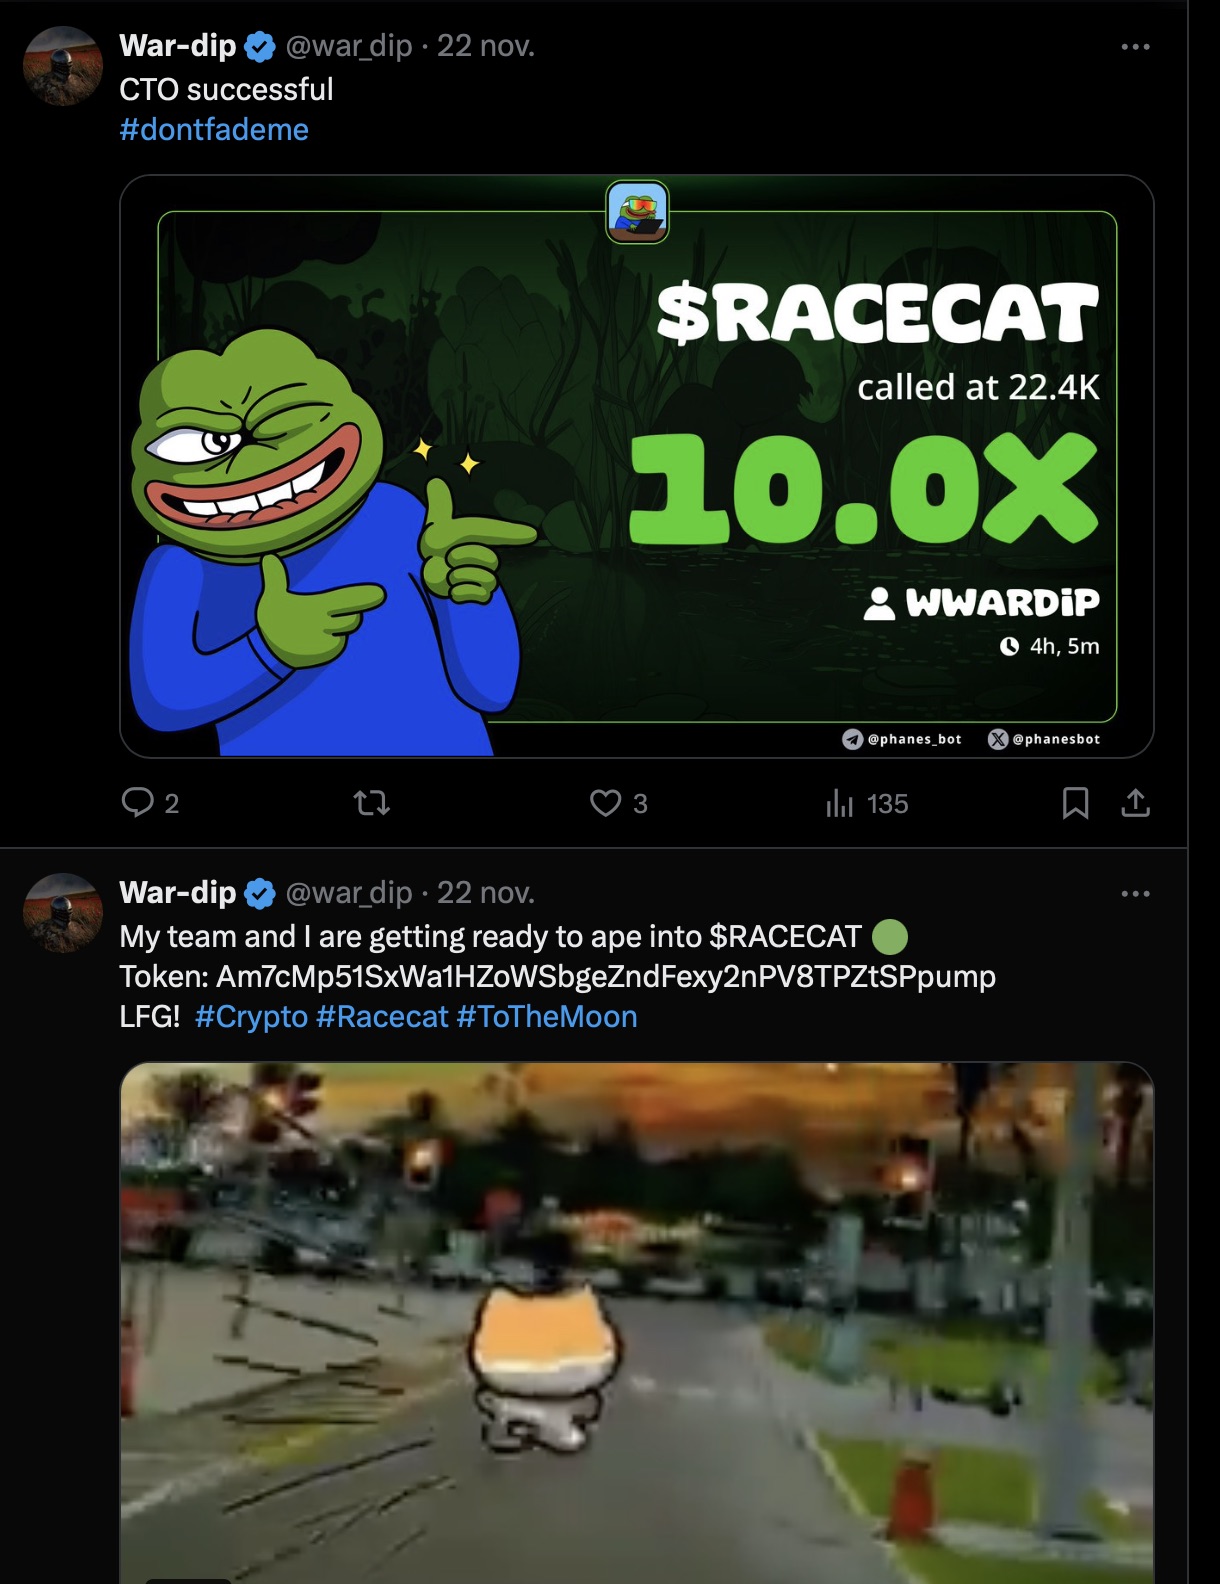 War-dip @war_dip · 22 nov.
CTO successful
#dontfademe
$RACECAT
called at 22.4K
10.0X
WWARDiP
4h, 5m
@phanes_bot @phanesbot
2 3 135
War-dip @war_dip · 22 nov.
My team and I are getting ready to ape into $RACECAT
Token: Am7cMp51SxWa1HZoWSbgeZndFexy2nPV8TPZtSPpump
LFG! #Crypto #Racecat #ToTheMoon